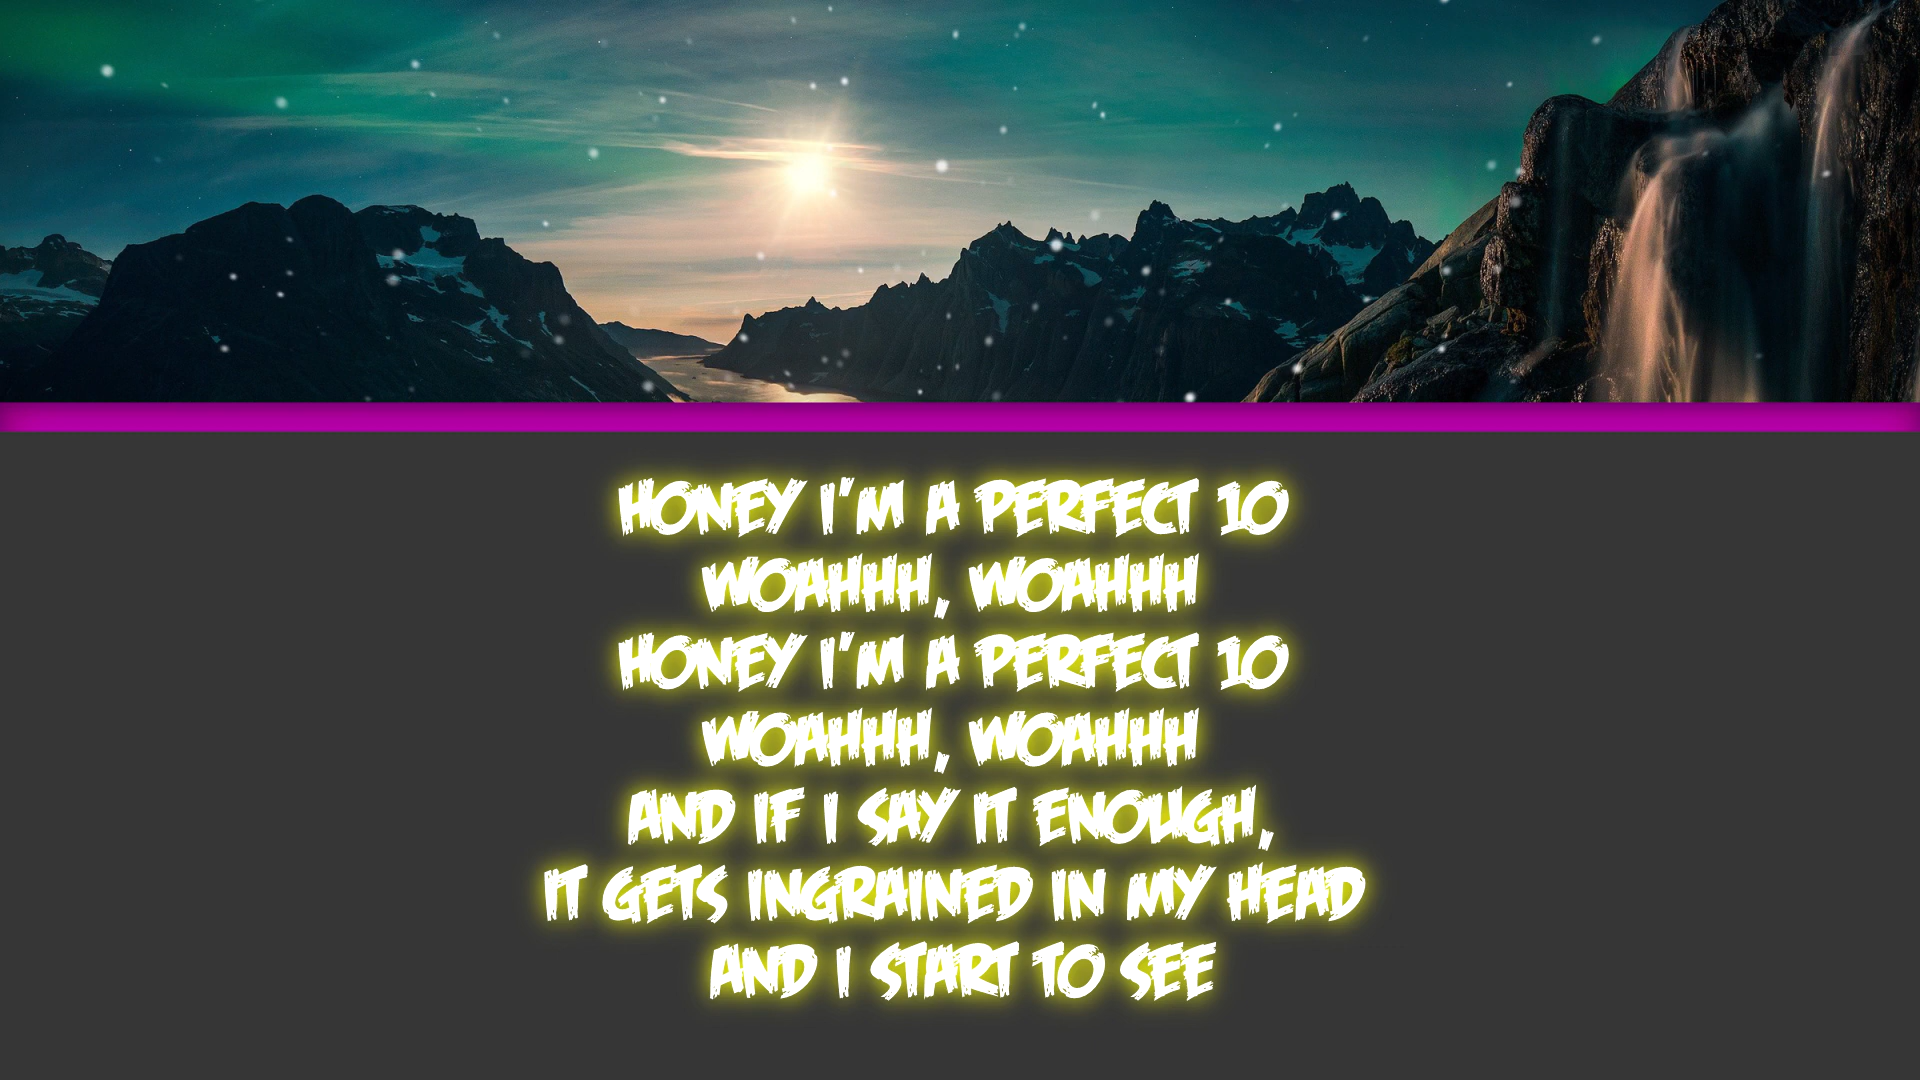 HONEY I'M A PERFECT 10
WOAHHH, WOAHHH
HONEY I'M A PERFECT 10
WOAHHH, WOAHHH
AND IF I SAY IT ENOUGH,
IT GETS INGRAINED IN MY HEAD
AND I START TO SEE